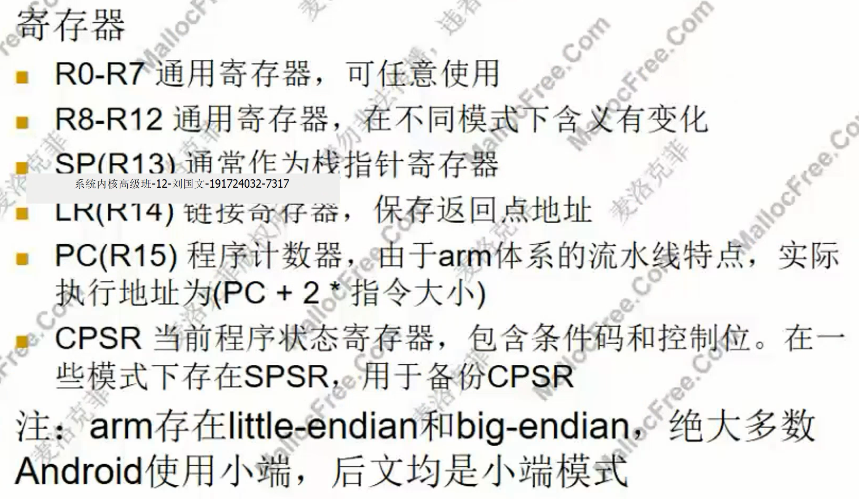 寄存器
R0-R7 通用寄存器，可任意使用
R8-R12 通用寄存器，在不同模式下含义有变化
SP(R13) 通常作为栈指针寄存器
系统内核高级班-12-刘国文-191724032-7317
LR(R14) 链接寄存器，保存返回点地址
PC(R15) 程序计数器，由于arm体系的流水线特点，实际
执行地址为(PC + 2 * 指令大小)
CPSR 当前程序状态寄存器，包含条件码和控制位。在一
些模式下存在SPSR，用于备份CPSR
注：arm存在little-endian和big-endian，绝大多数
Android使用小端，后文均是小端模式
麦洛克菲
MallocFree.Com